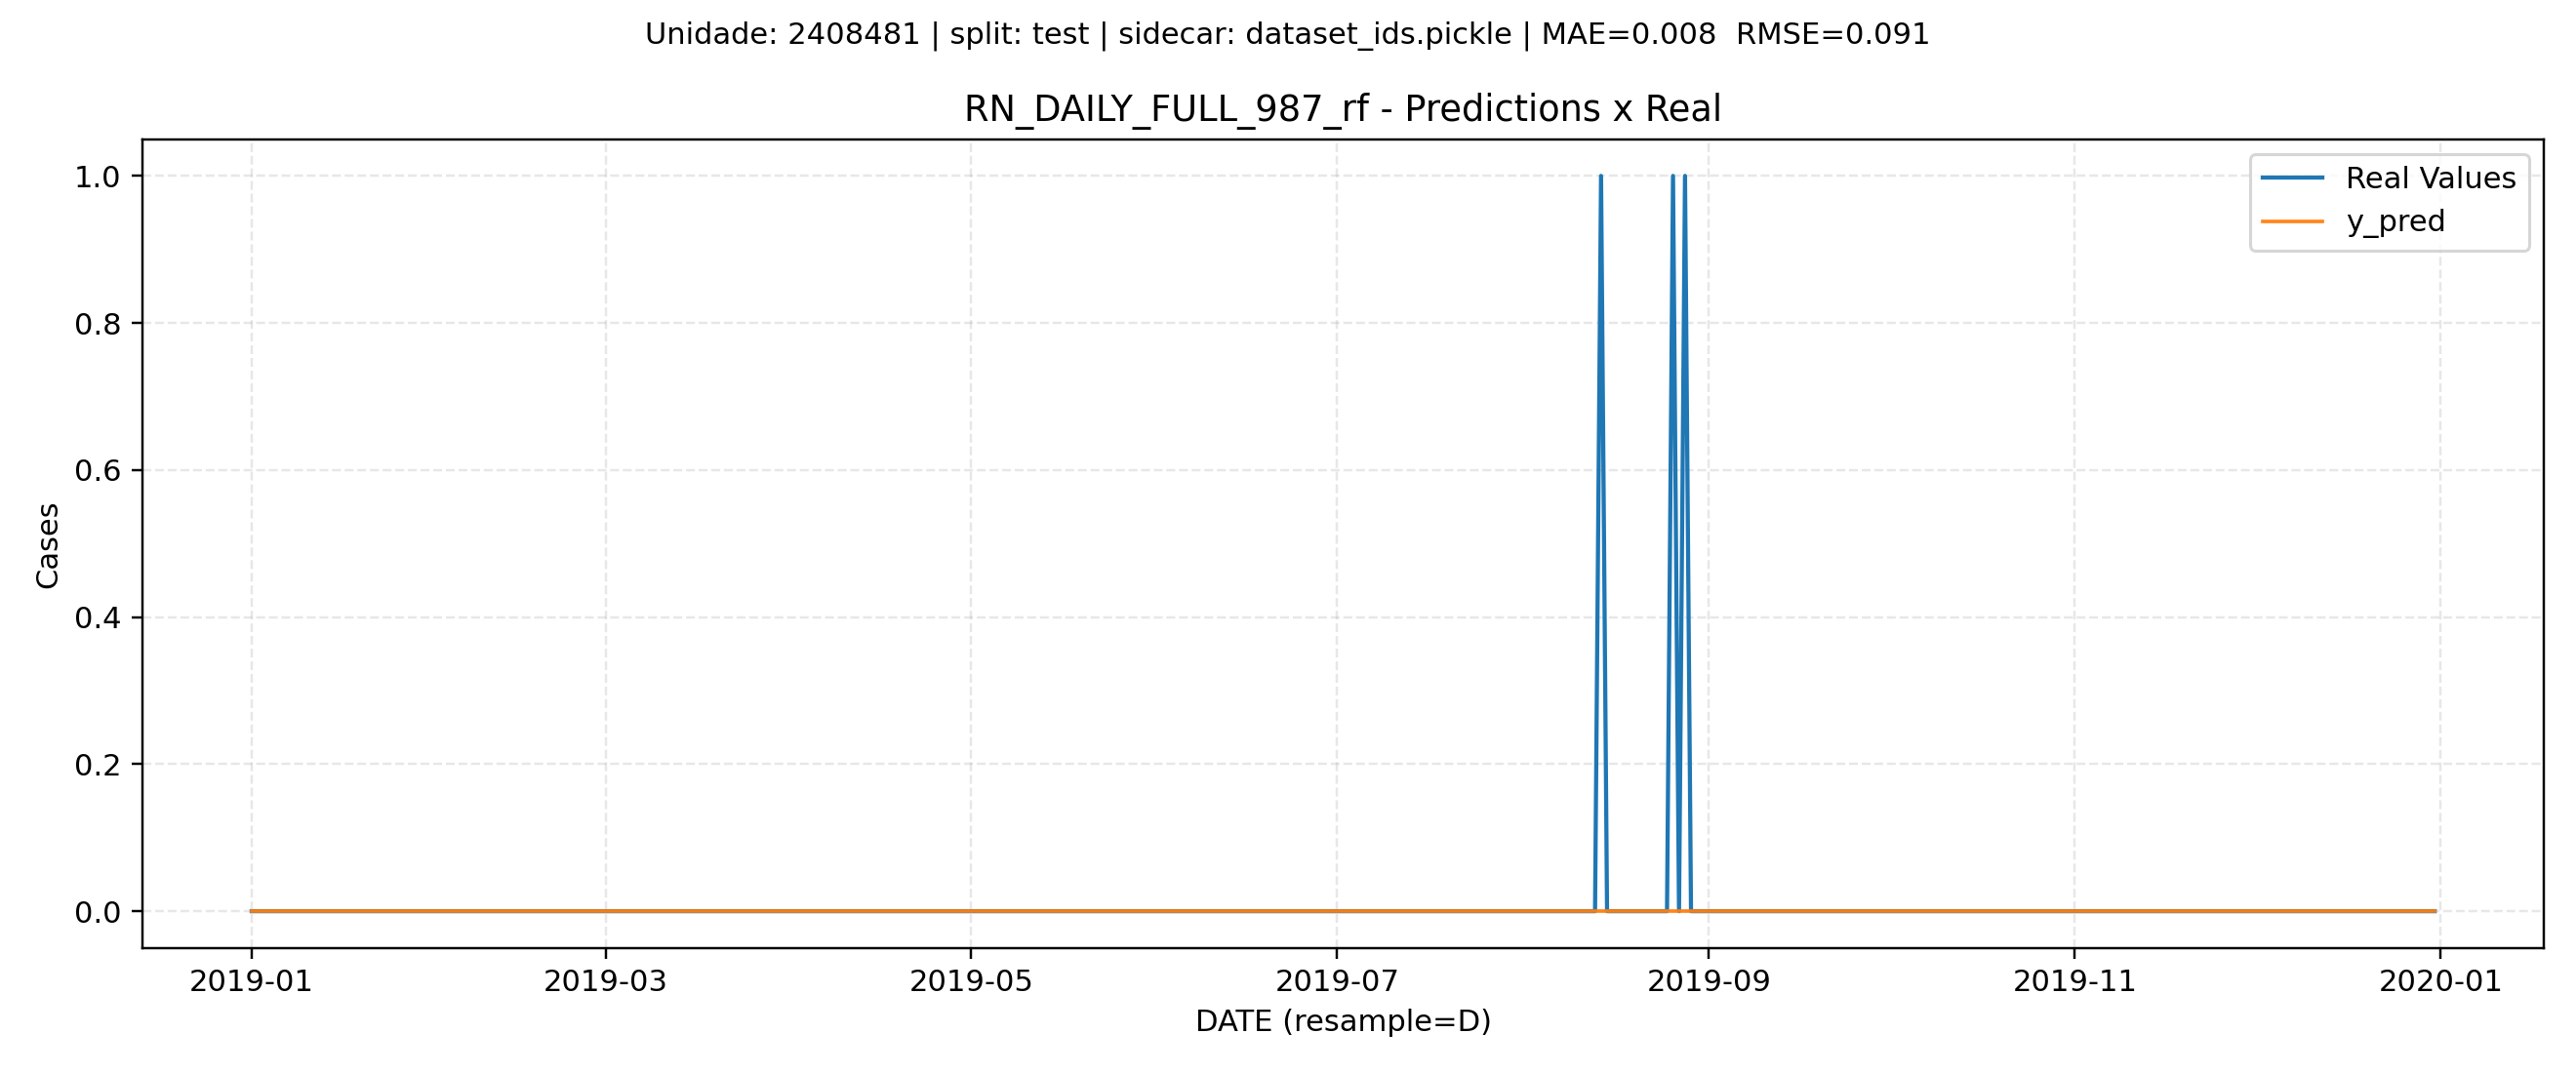 Unidade: 2408481 | split: test | sidecar: dataset_ids.pickle | MAE=0.008  RMSE=0.091
RN_DAILY_FULL_987_rf - Predictions x Real
Real Values
y_pred
1.0
0.8
0.6
0.4
0.2
0.0
Cases
2019-01 2019-03 2019-05 2019-07 2019-09 2019-11 2020-01
DATE (resample=D)